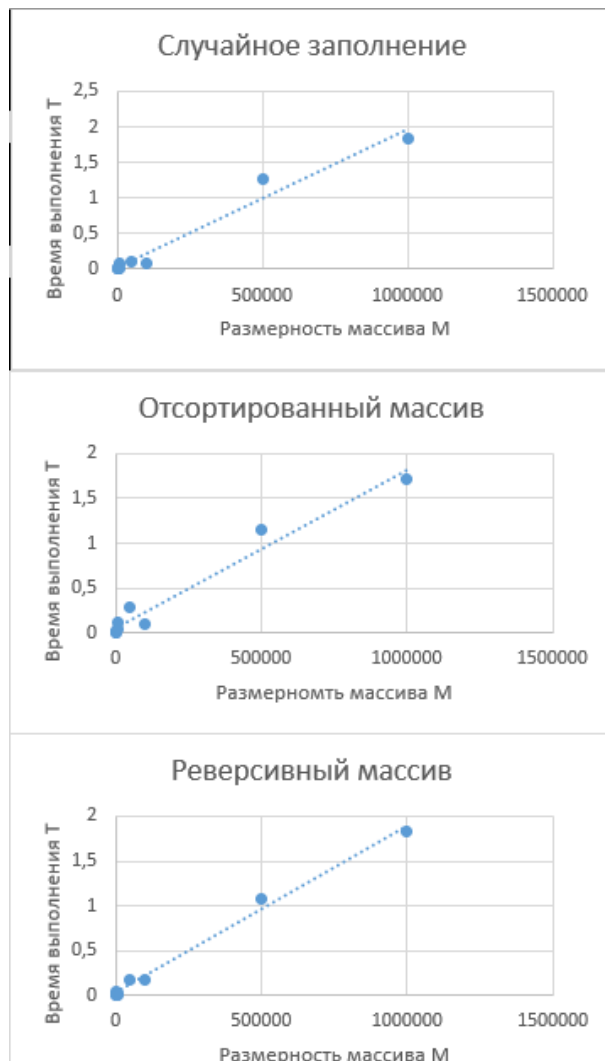 Случайное заполнение
2,5
2
1,5
1
0,5
0
Время выполнения T
0 500000 1000000 1500000
Размерность массива M
Отсортированный массив
2
1,5
1
0,5
0
Время выполнения T
0 500000 1000000 1500000
Размерномть массива M
Реверсивный массив
2
1,5
1
0,5
0
Время выполнения T
0 500000 1000000 1500000
Размерность массива M